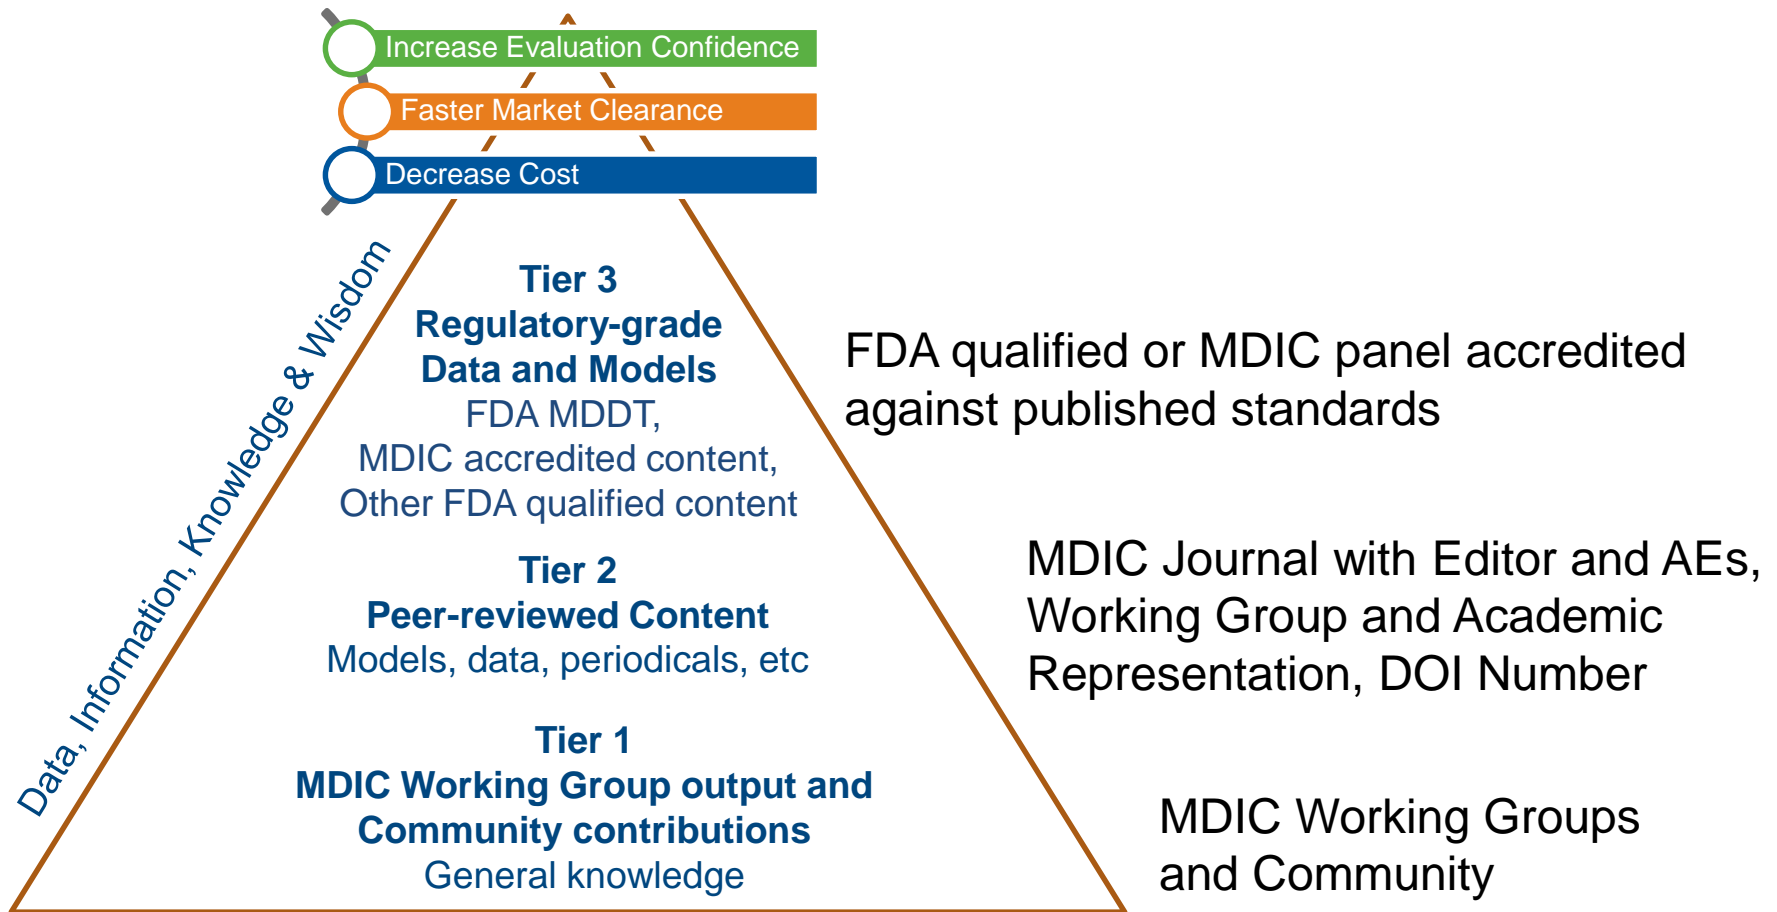 Increase Evaluation Confidence
Faster Market Clearance
Decrease Cost
Data, Information, Knowledge & Wisdom
Tier 3
Regulatory-grade
Data and Models
FDA MDDT,
MDIC accredited content,
Other FDA qualified content
FDA qualified or MDIC panel accredited
against published standards
Tier 2
Peer-reviewed Content
Models, data, periodicals, etc
MDIC Journal with Editor and AEs,
Working Group and Academic
Representation, DOI Number
Tier 1
MDIC Working Group output and
Community contributions
General knowledge
MDIC Working Groups
and Community